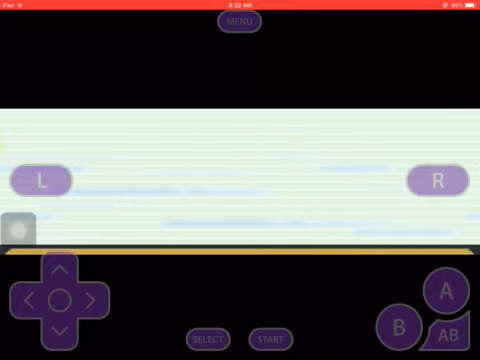 iPad 8:22 AM
MENU
L R
A
B AB
SELECT START